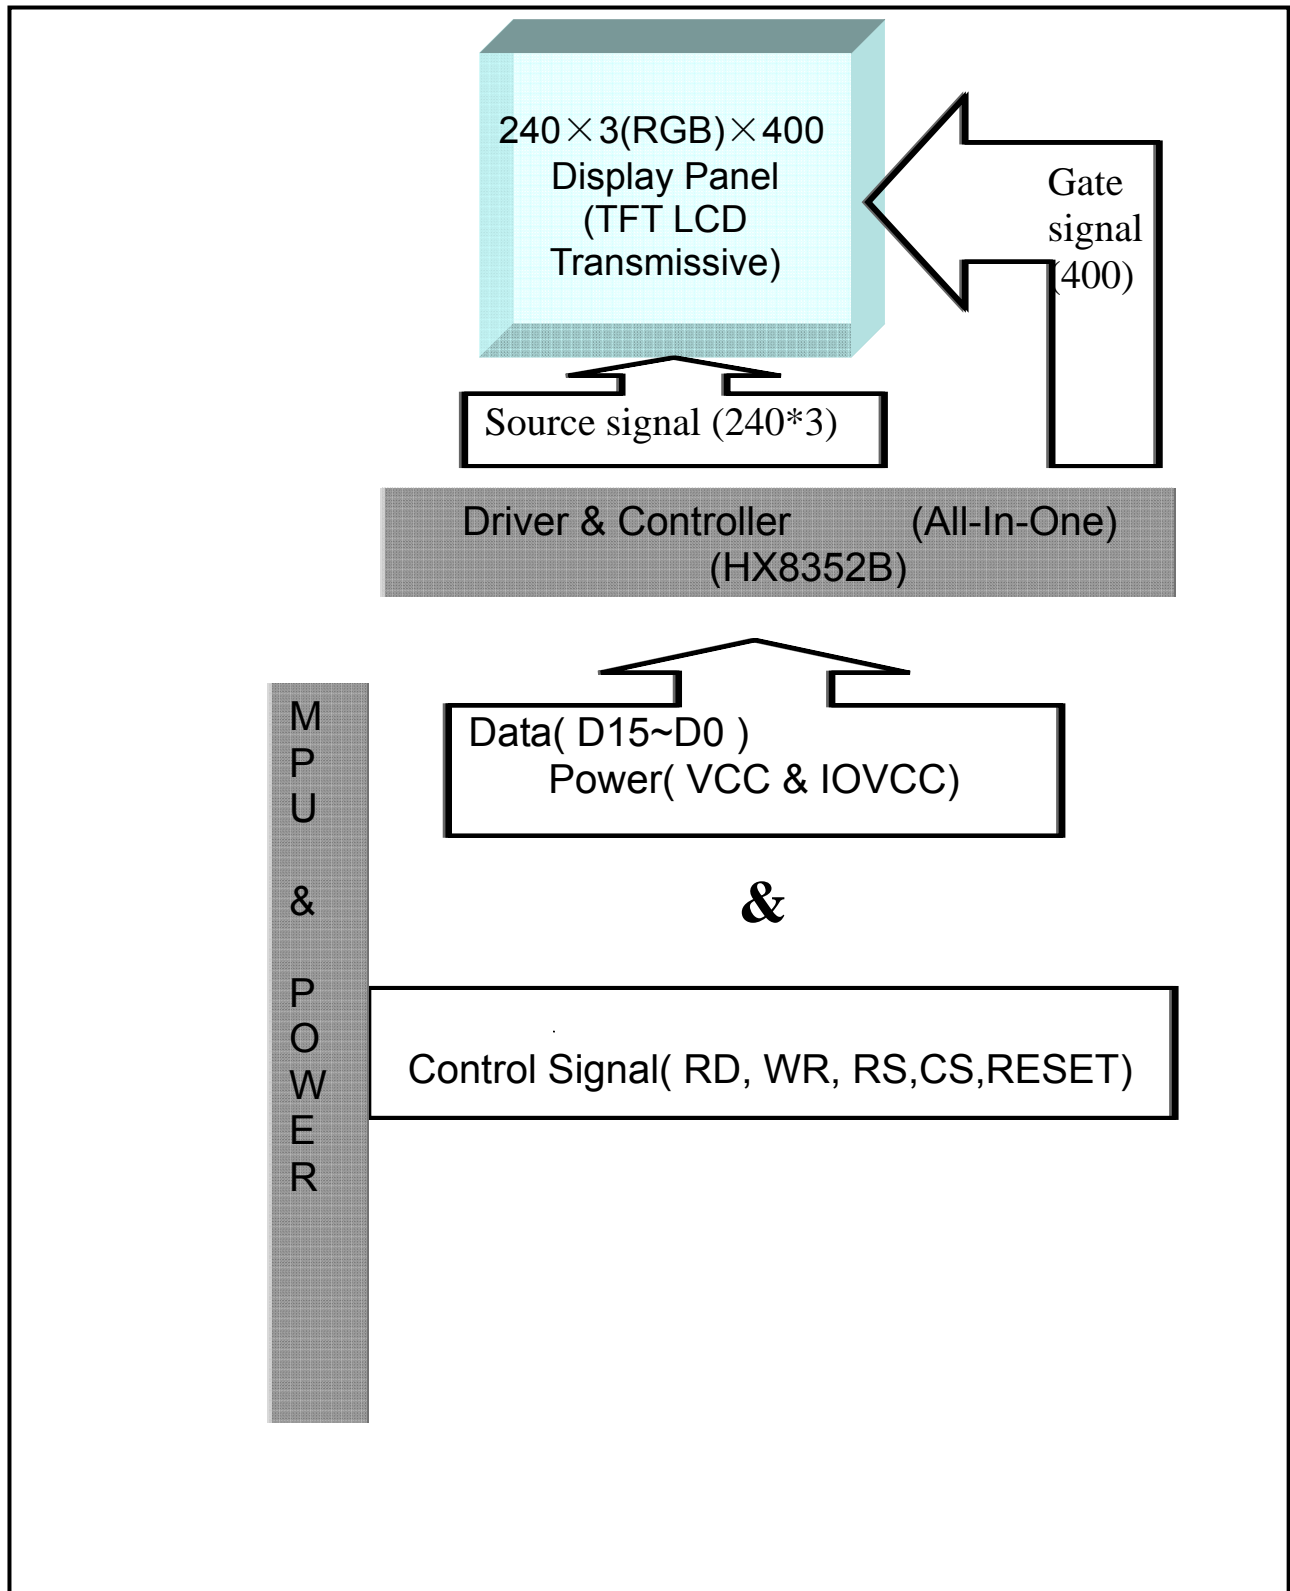 240×3(RGB)×400
Display Panel
(TFT LCD
Transmissive)
Gate
signal
(400)
Source signal (240*3)
Driver & Controller (All-In-One)
(HX8352B)
M
P
U
&
P
O
W
E
R
Data( D15~D0 )
Power( VCC & IOVCC)
&
Control Signal( RD, WR, RS,CS,RESET)